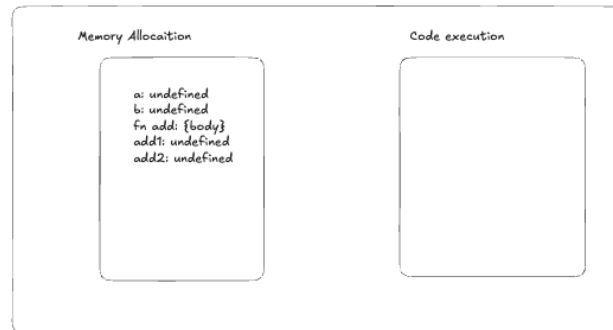 Memory Allocaition
Code execution
a: undefined
b: undefined
fn add: {body}
add1: undefined
add2: undefined